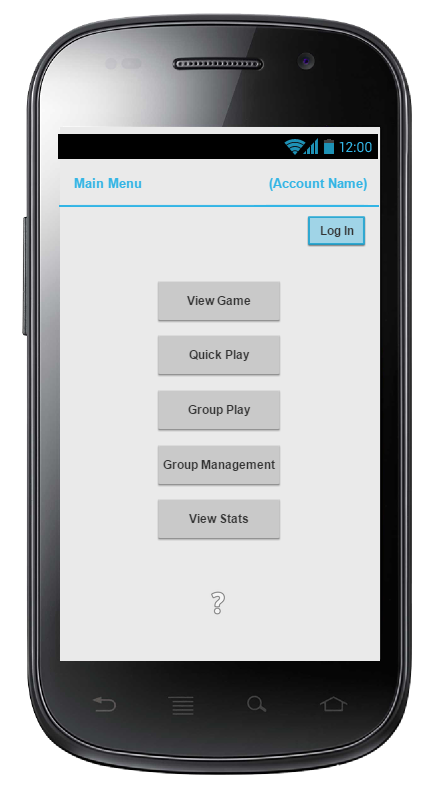 12:00
Main Menu (Account Name)
Log In
View Game
Quick Play
Group Play
Group Management
View Stats
?